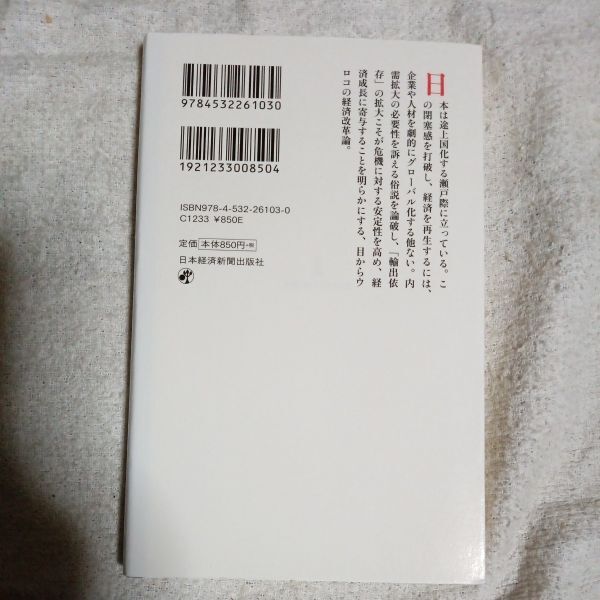 日本は途上国化する瀬戸際に立っている。こ
の閉塞感を打破し、経済を再生するには、
企業や人材を劇的にグローバル化する他ない。内
需拡大の必要性を訴える俗説を論破し、「輸出依
存」の拡大こそが危機に対する安定性を高め、経
済成長に寄与することを明らかにする、目からウ
ロコの経済改革論。
9784532261030
1921233008504
ISBN978-4-532-26103-0
C1233 ¥850E
定価 本体850円+税
日本経済新聞出版社